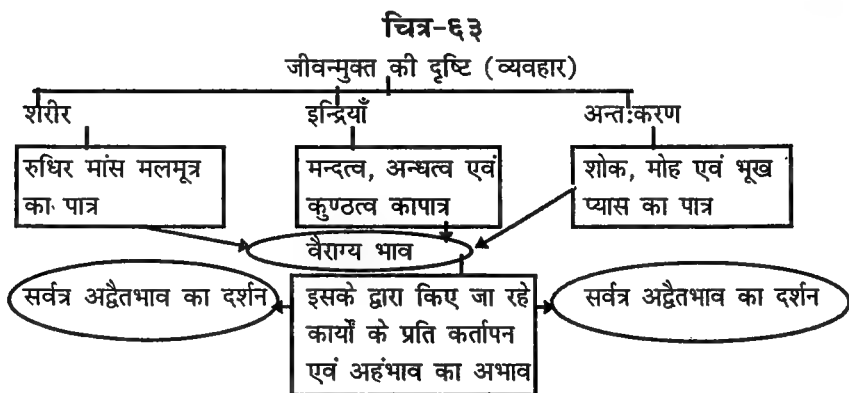 चित्र-६३
जीवन्मुक्त की दृष्टि (व्यवहार)
शरीर
इन्द्रियाँ
अन्तःकरण
रुधिर मांस मलमूत्र
का पात्र
मन्दत्व, अन्धत्व एवं
कुण्ठत्व कापात्र
शोक, मोह एवं भूख
प्यास का पात्र
वैराग्य भाव
सर्वत्र अद्वैतभाव का दर्शन
इसके द्वारा किए जा रहे
कार्यों के प्रति कर्तापन
एवं अहंभाव का अभाव
सर्वत्र अद्वैतभाव का दर्शन